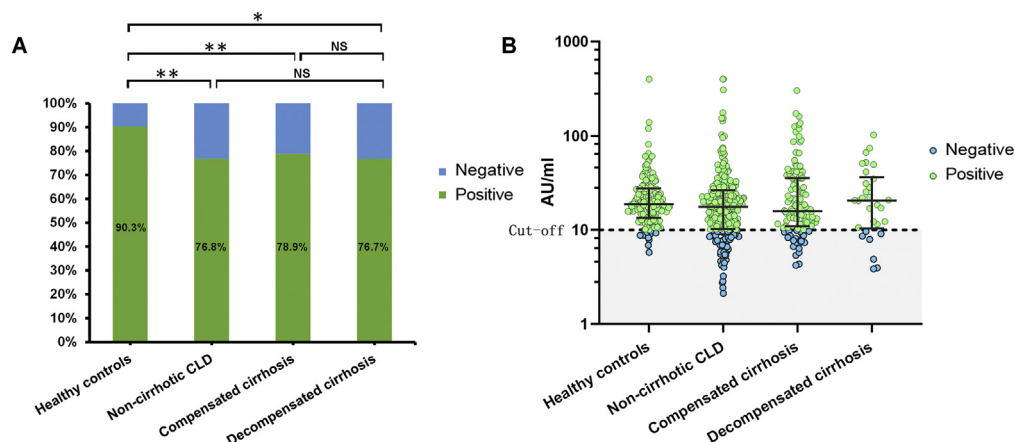 A
*
**
NS
**
NS
100%
90%
80%
70%
60%
50%
40%
30%
20%
10%
0%
90.3%
76.8%
78.9%
76.7%
Negative
Positive
Healthy controls
Non-cirrhotic CLD
Compensated cirrhosis
Decompensated cirrhosis
B
AU/ml
1000
100
10
1
Cut-off
Negative
Positive
Healthy controls
Non-cirrhotic CLD
Compensated cirrhosis
Decompensated cirrhosis